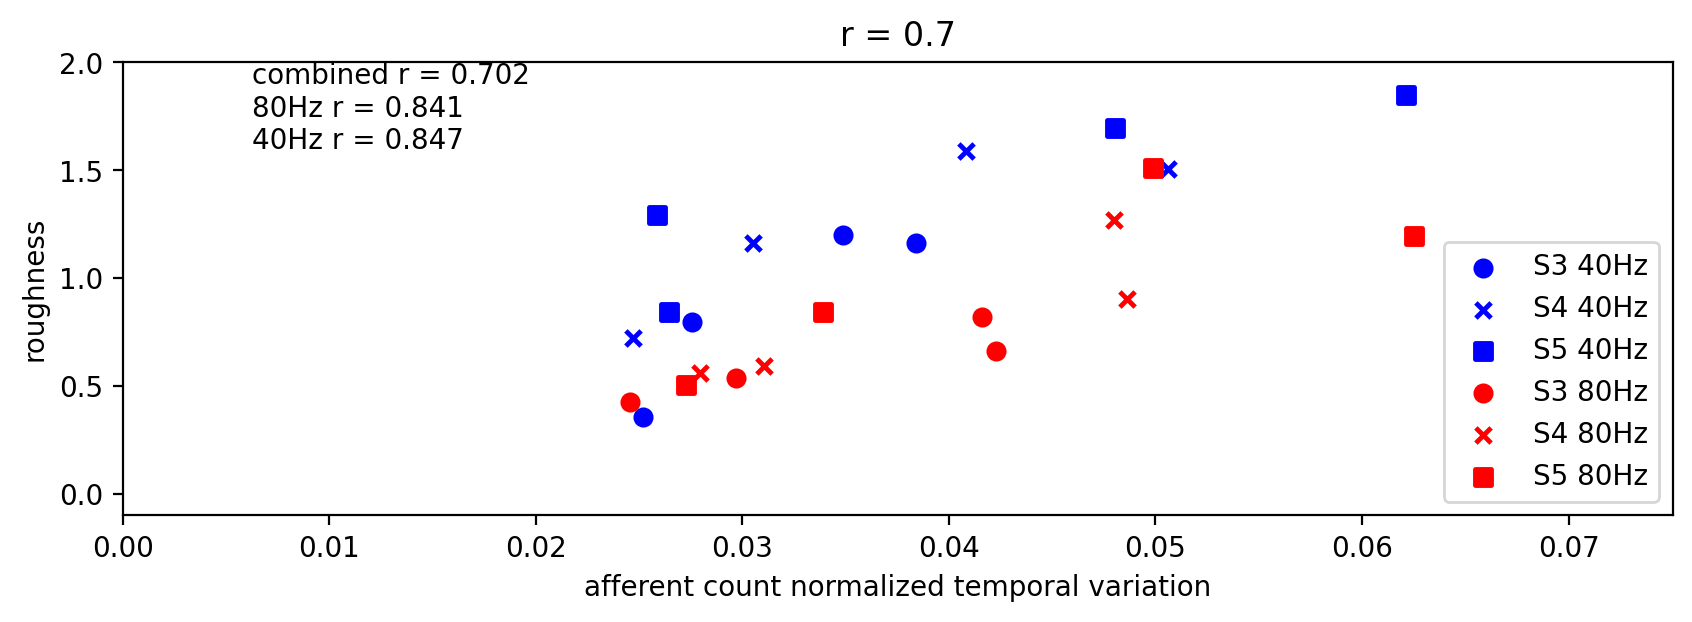 r = 0.7
combined r = 0.702
80Hz r = 0.841
40Hz r = 0.847
2.0
1.5
1.0
0.5
0.0
roughness
S3 40Hz
S4 40Hz
S5 40Hz
S3 80Hz
S4 80Hz
S5 80Hz
0.00 0.01 0.02 0.03 0.04 0.05 0.06 0.07
afferent count normalized temporal variation